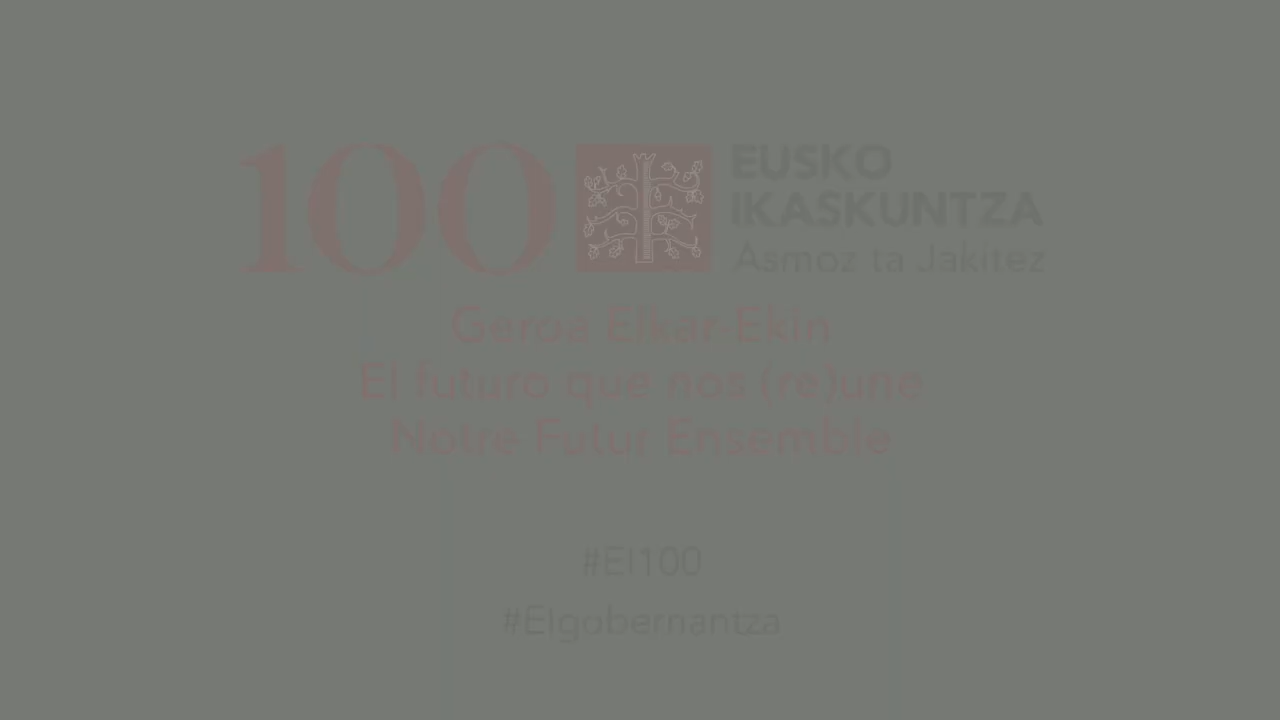 100 EUSKO
IKASKUNTZA
Asmoz ta Jakitez
Geroa Elkar-Ekin
El futuro que nos (re)une
Notre Futur Ensemble
#EI100
#EIgobernantza